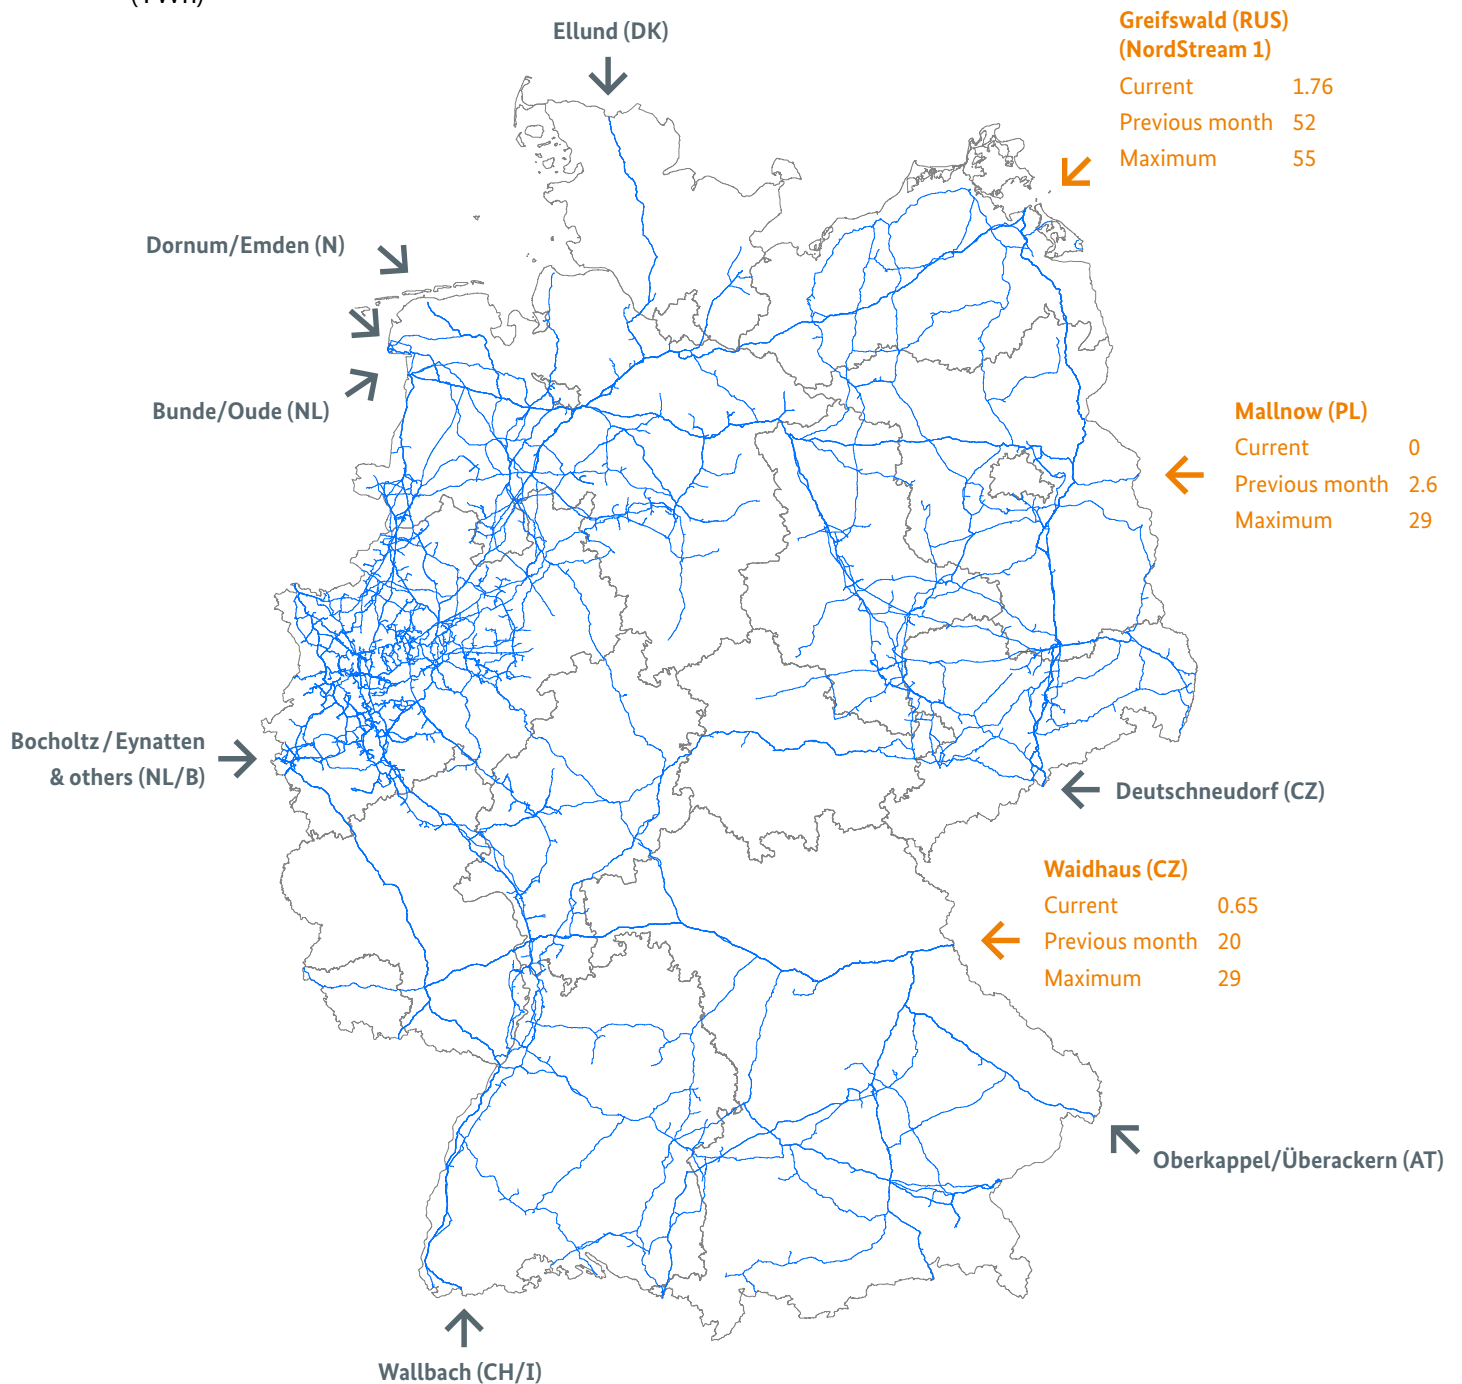 (TWh)
Ellund (DK)
Greifswald (RUS)
(NordStream 1)
Current 1.76
Previous month 52
Maximum 55
Dornum/Emden (N)
Bunde/Oude (NL)
Mallnow (PL)
Current 0
Previous month 2.6
Maximum 29
Bocholtz / Eynatten
& others (NL/B)
Deutschneudorf (CZ)
Waidhaus (CZ)
Current 0.65
Previous month 20
Maximum 29
Oberkappel/Überackern (AT)
Wallbach (CH/I)